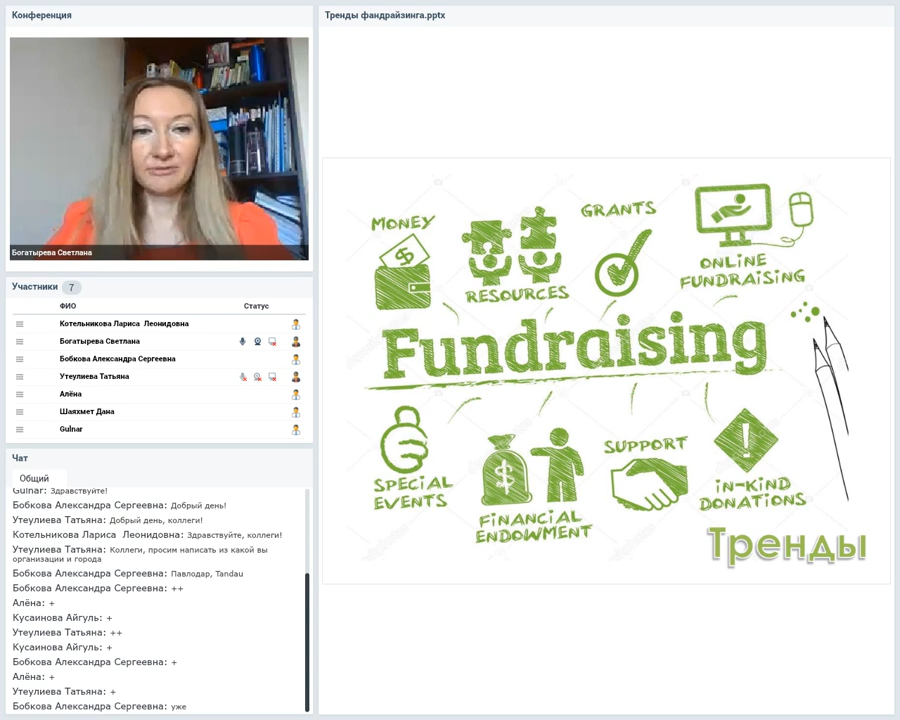 Конференция
Богатырева Светлана
Участники 7
ФИО Статус
Котельникова Лариса Леонидовна
Богатырева Светлана
Бобкова Александра Сергеевна
Утеулиева Татьяна
Алёна
Шаяхмет Дана
Gulnar
Чат
Общий
Gulnar: Здравствуйте!
Бобкова Александра Сергеевна: Добрый день!
Утеулиева Татьяна: Добрый день, коллеги!
Котельникова Лариса Леонидовна: Здравствуйте, коллеги!
Утеулиева Татьяна: Коллеги, просим написать из какой вы
организации и города
Бобкова Александра Сергеевна: Павлодар, Tandau
Бобкова Александра Сергеевна: ++
Алёна: +
Кусаинова Айгуль: +
Утеулиева Татьяна: ++
Кусаинова Айгуль: +
Бобкова Александра Сергеевна: +
Алёна: +
Утеулиева Татьяна: +
Бобкова Александра Сергеевна: уже
Тренды фандрайзинга.pptx
MONEY
RESOURCES
GRANTS
ONLINE
FUNDRAISING
Fundraising
SPECIAL
EVENTS
FINANCIAL
ENDOWMENT
SUPPORT
IN-KIND
DONATIONS
Тренды